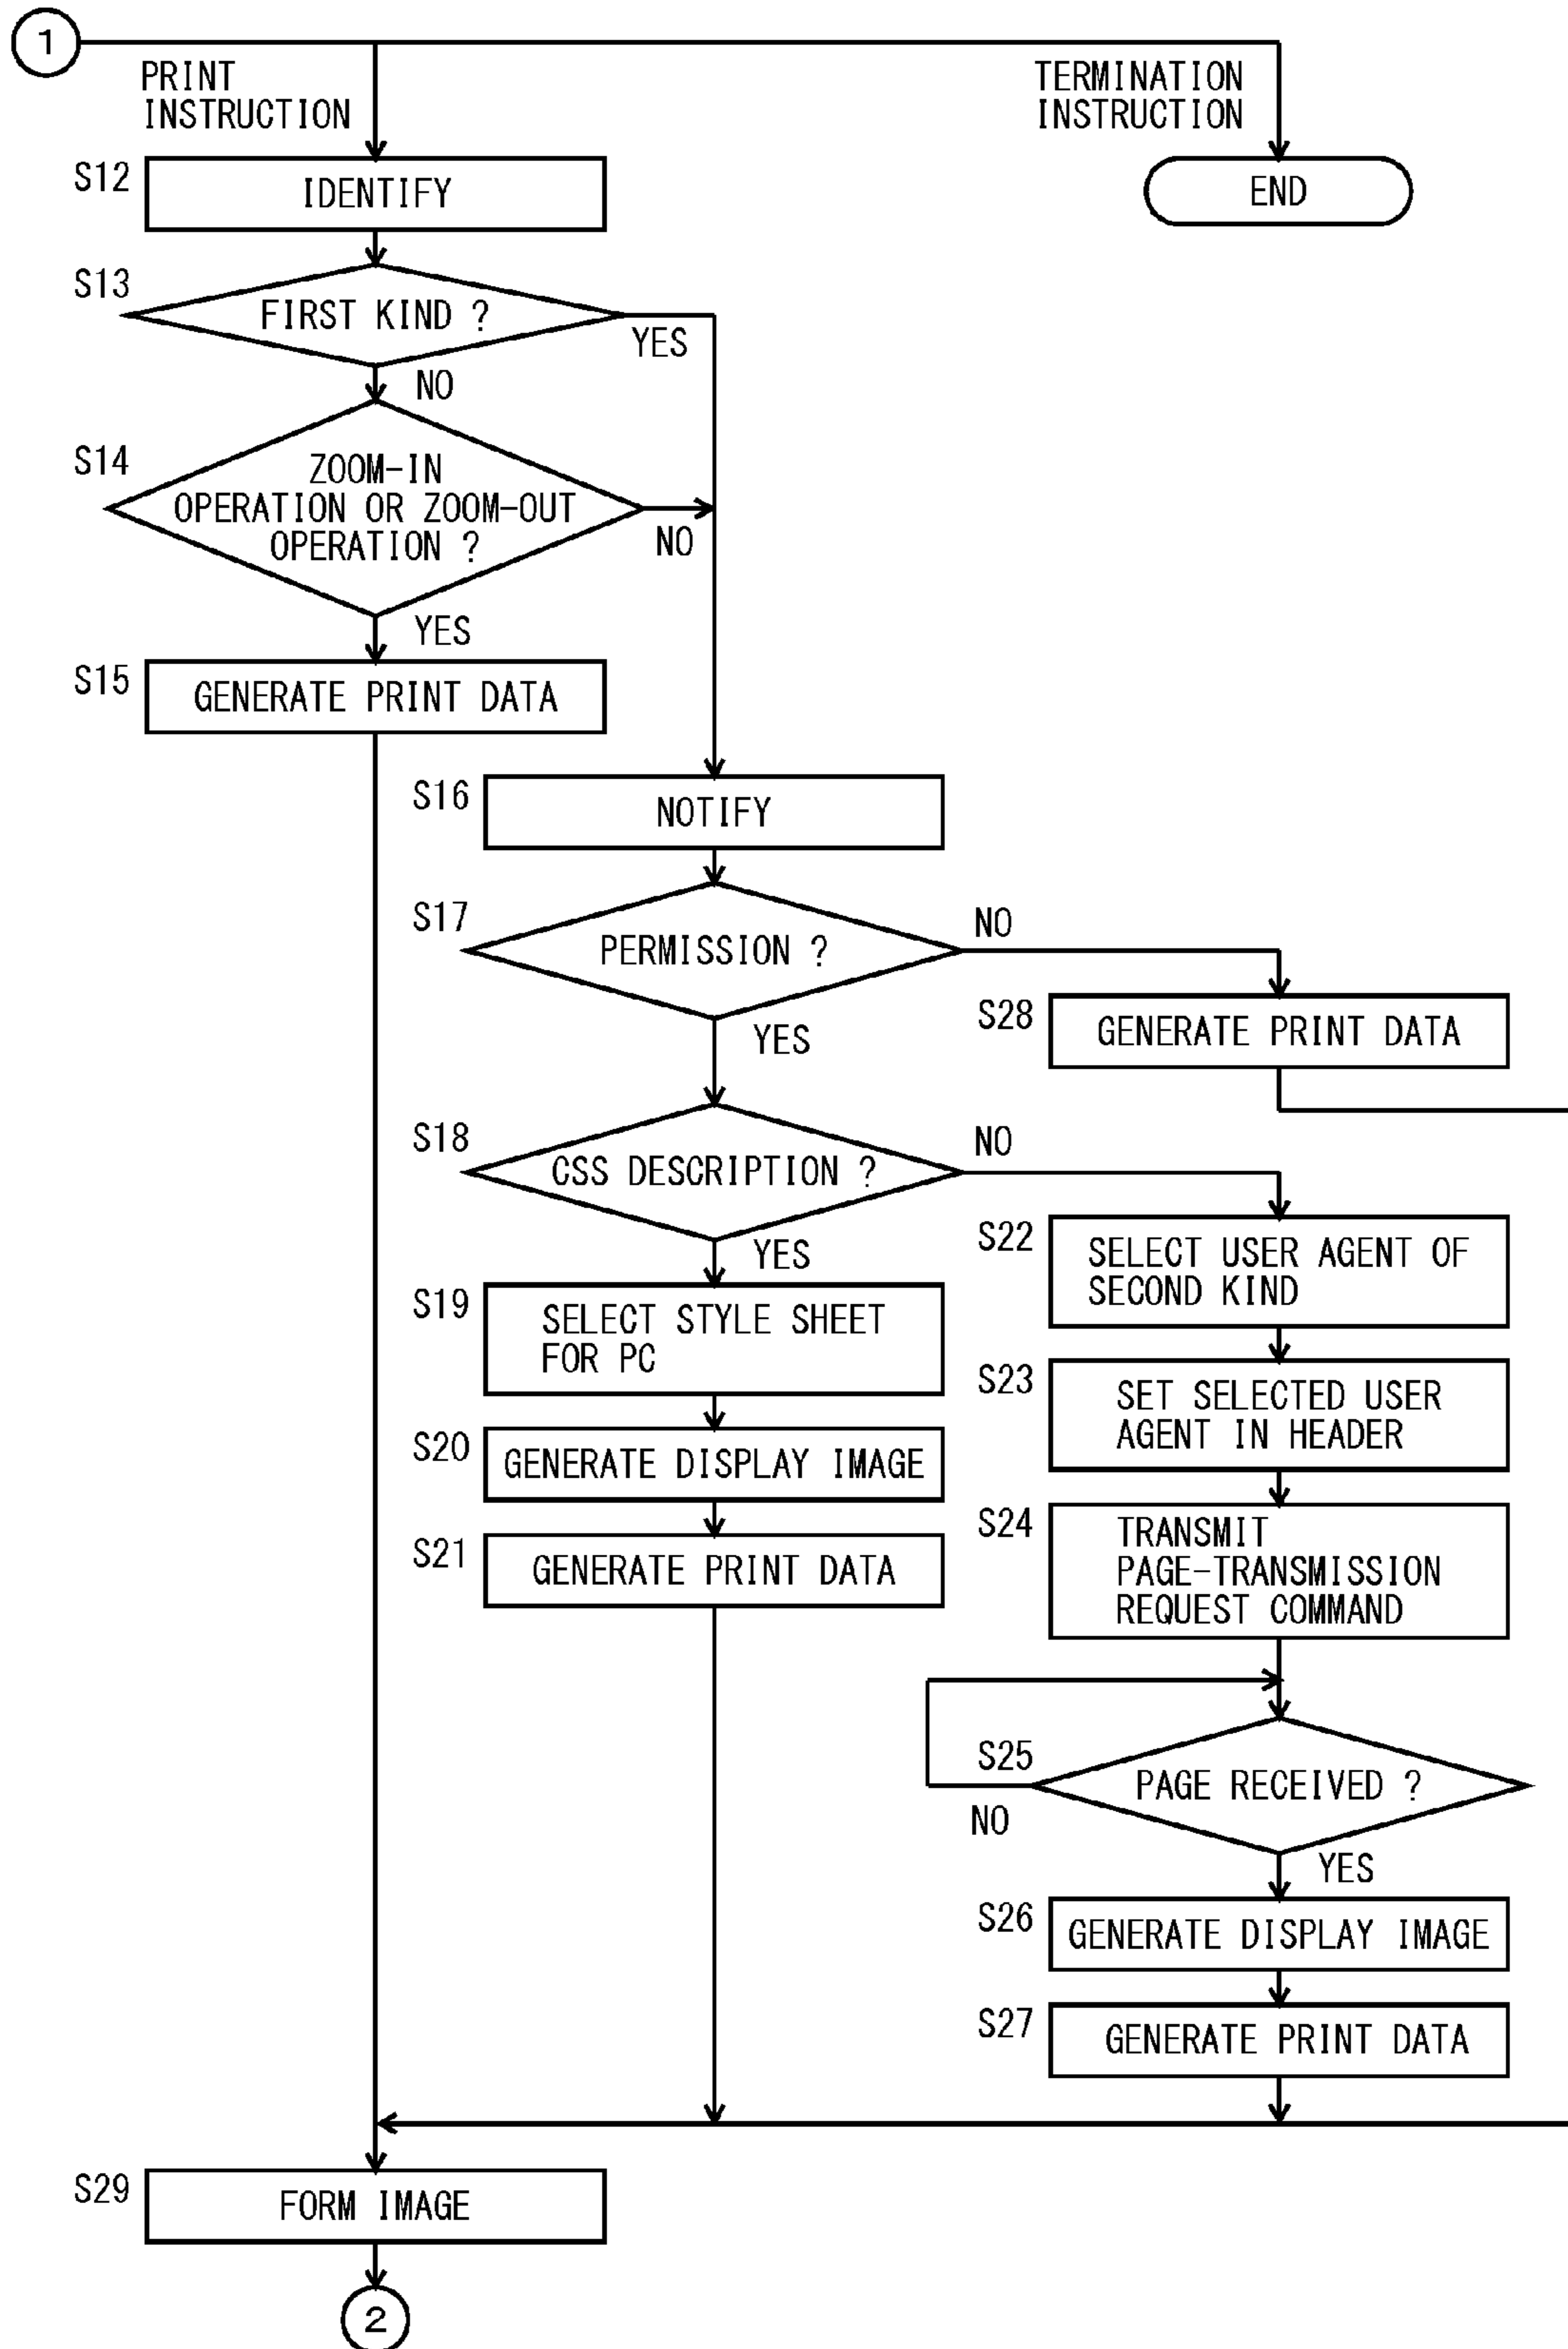 1
PRINT
INSTRUCTION
TERMINATION
INSTRUCTION
S12
IDENTIFY
END
S13
FIRST KIND ?
YES
NO
S14
ZOOM-IN
OPERATION OR ZOOM-OUT
OPERATION ?
NO
YES
S15
GENERATE PRINT DATA
S16
NOTIFY
S17
PERMISSION ?
NO
YES
S28
GENERATE PRINT DATA
S18
CSS DESCRIPTION ?
NO
YES
S19
SELECT STYLE SHEET
FOR PC
S20
GENERATE DISPLAY IMAGE
S21
GENERATE PRINT DATA
S22
SELECT USER AGENT OF
SECOND KIND
S23
SET SELECTED USER
AGENT IN HEADER
S24
TRANSMIT
PAGE-TRANSMISSION
REQUEST COMMAND
S25
PAGE RECEIVED ?
NO
YES
S26
GENERATE DISPLAY IMAGE
S27
GENERATE PRINT DATA
S29
FORM IMAGE
2